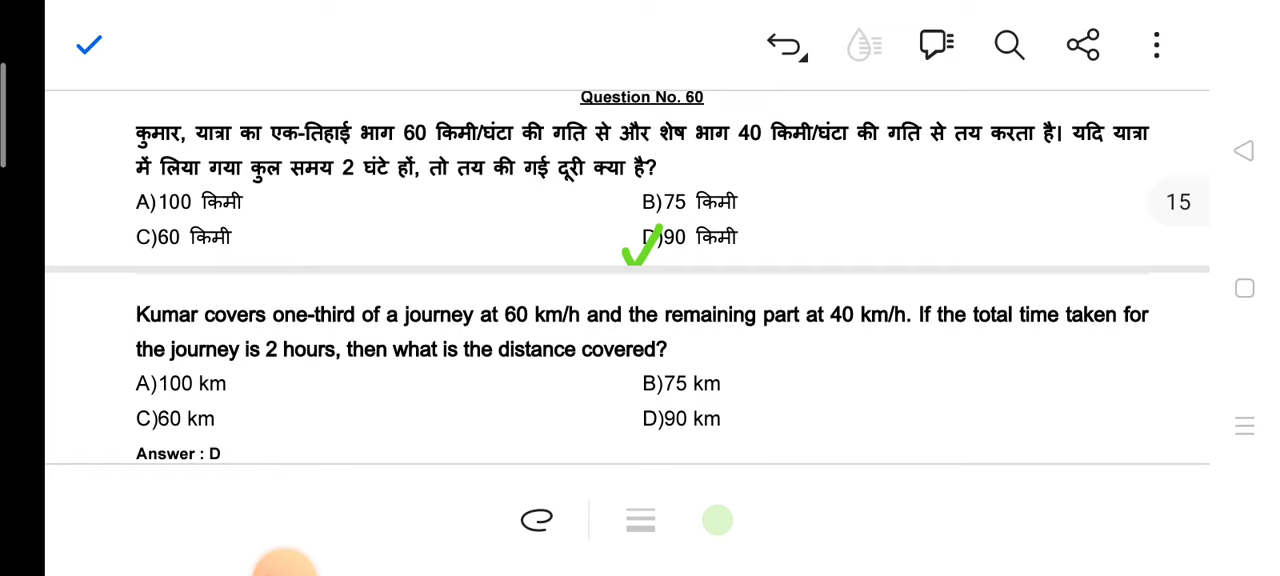 Question No. 60
कुमार, यात्रा का एक-तिहाई भाग 60 किमी/घंटा की गति से और शेष भाग 40 किमी/घंटा की गति से तय करता है। यदि यात्रा
में लिया गया कुल समय 2 घंटे हों, तो तय की गई दूरी क्या है?
A)100 किमी B)75 किमी
15
C)60 किमी D)90 किमी
Kumar covers one-third of a journey at 60 km/h and the remaining part at 40 km/h. If the total time taken for
the journey is 2 hours, then what is the distance covered?
A)100 km B)75 km
C)60 km D)90 km
Answer : D